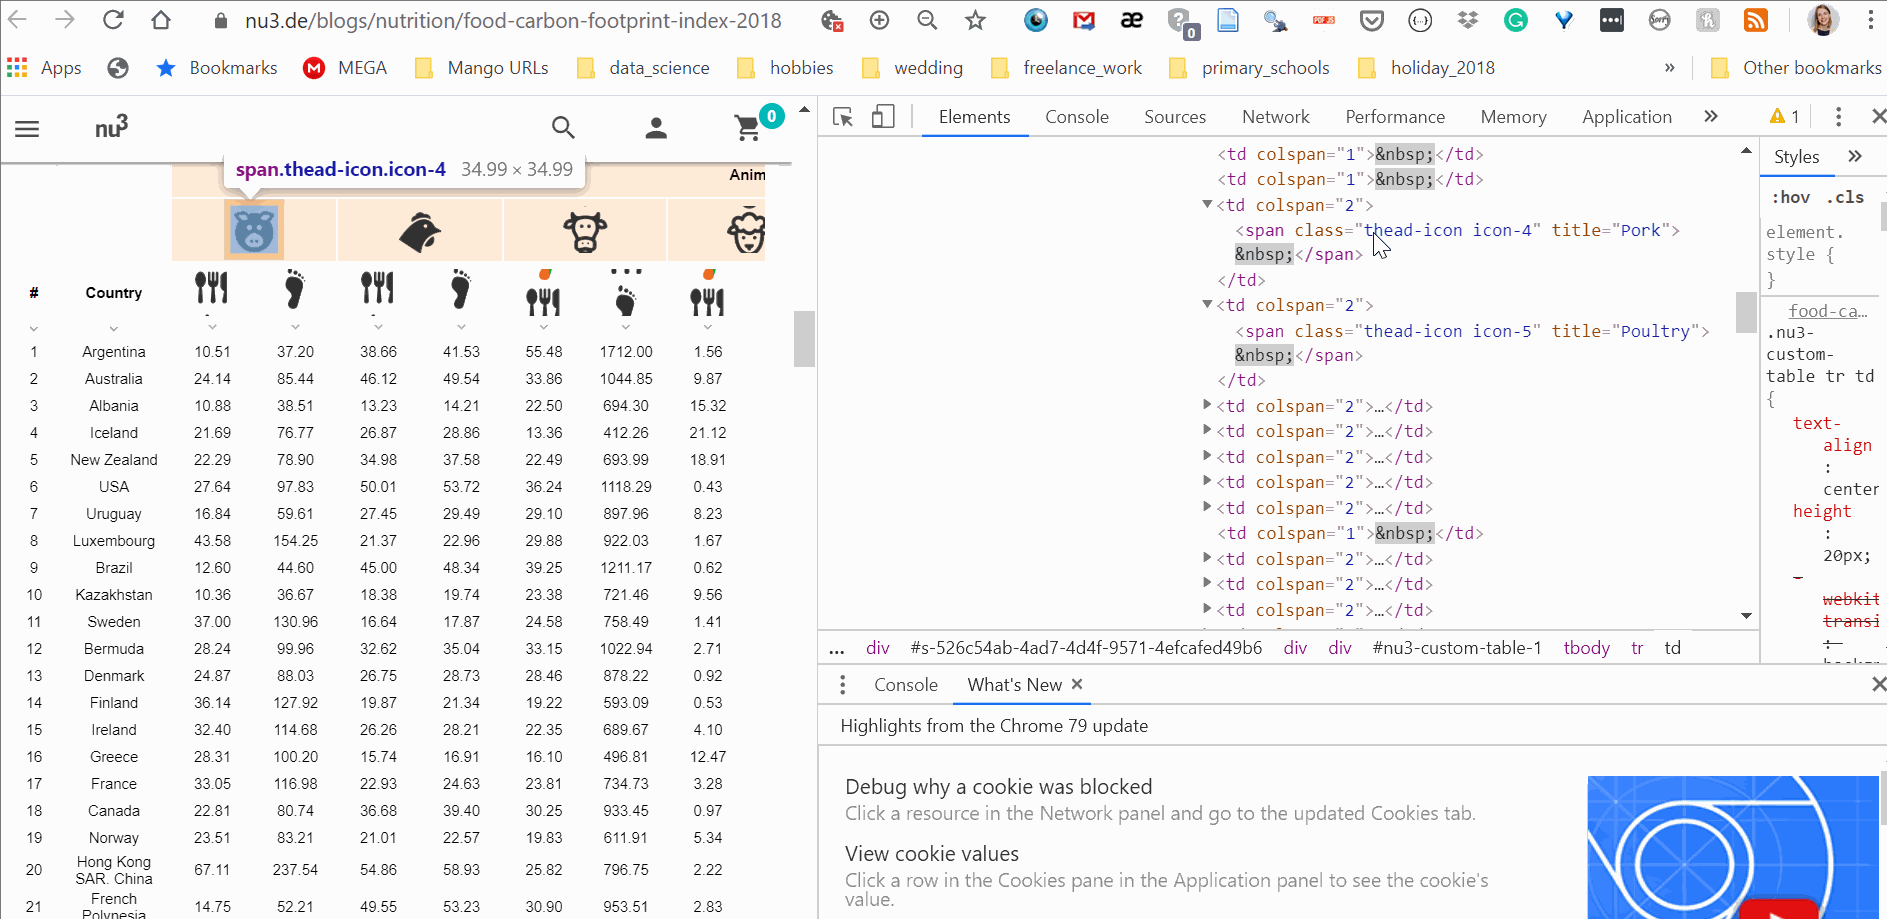 nu3.de/blogs/nutrition/food-carbon-footprint-index-2018
Apps Bookmarks MEGA Mango URLs data_science hobbies wedding freelance_work primary_schools holiday_2018 » Other bookmarks
nu3 0
span.thead-icon.icon-4 34.99 × 34.99
Anim
# Country
1 Argentina 10.51 37.20 38.66 41.53 55.48 1712.00 1.56
2 Australia 24.14 85.44 46.12 49.54 33.86 1044.85 9.87
3 Albania 10.88 38.51 13.23 14.21 22.50 694.30 15.32
4 Iceland 21.69 76.77 26.87 28.86 13.36 412.26 21.12
5 New Zealand 22.29 78.90 34.98 37.58 22.49 693.99 18.91
6 USA 27.64 97.83 50.01 53.72 36.24 1118.29 0.43
7 Uruguay 16.84 59.61 27.45 29.49 29.10 897.96 8.23
8 Luxembourg 43.58 154.25 21.37 22.96 29.88 922.03 1.67
9 Brazil 12.60 44.60 45.00 48.34 39.25 1211.17 0.62
10 Kazakhstan 10.36 36.67 18.38 19.74 23.38 721.46 9.56
11 Sweden 37.00 130.96 16.64 17.87 24.58 758.49 1.41
12 Bermuda 28.24 99.96 32.62 35.04 33.15 1022.94 2.71
13 Denmark 24.87 88.03 26.75 28.73 28.46 878.22 0.92
14 Finland 36.14 127.92 19.87 21.34 19.22 593.09 0.53
15 Ireland 32.40 114.68 26.26 28.21 22.35 689.67 4.10
16 Greece 28.31 100.20 15.74 16.91 16.10 496.81 12.47
17 France 33.05 116.98 22.93 24.63 23.81 734.73 3.28
18 Canada 22.81 80.74 36.68 39.40 30.25 933.45 0.97
19 Norway 23.51 83.21 21.01 22.57 19.83 611.91 5.34
20 Hong Kong SAR. China 67.11 237.54 54.86 58.93 25.82 796.75 2.22
21 French Polynesia 14.75 52.21 49.55 53.23 30.90 953.51 2.83
Elements Console Sources Network Performance Memory Application » 1
<td colspan="1">&nbsp;</td>
<td colspan="1">&nbsp;</td>
<td colspan="2">
<span class="thead-icon icon-4" title="Pork">
&nbsp;</span>
</td>
<td colspan="2">
<span class="thead-icon icon-5" title="Poultry">
&nbsp;</span>
</td>
<td colspan="2">…</td>
<td colspan="2">…</td>
<td colspan="2">…</td>
<td colspan="2">…</td>
<td colspan="2">…</td>
<td colspan="1">&nbsp;</td>
<td colspan="2">…</td>
<td colspan="2">…</td>
<td colspan="2">…</td>
... div #s-526c54ab-4ad7-4d4f-9571-4efcafed49b6 div div #nu3-custom-table-1 tbody tr td
Styles »
:hov .cls
element.
style {
}
food-ca…
.nu3-
custom-
table tr td
{
text-
align
:
center
height
:
20px;
-
webkit
transi
:
Console What's New ×
Highlights from the Chrome 79 update
Debug why a cookie was blocked
Click a resource in the Network panel and go to the updated Cookies tab.
View cookie values
Click a row in the Cookies pane in the Application panel to see the cookie's
value.